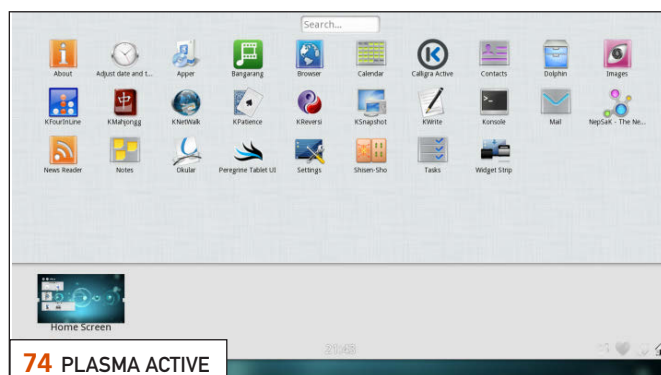 Search...
About Adjust date and t... Apper Bangarang Browser Calendar Calligra Active Contacts Dolphin Images
KFourInLine KMahjongg KNetWalk KPatience KReversi KSnapshot KWrite Konsole Mail NepSaK - The Ne...
News Reader Notes Okular Peregrine Tablet UI Settings Shisen-Sho Tasks Widget Strip
Home Screen
21:43
74 PLASMA ACTIVE